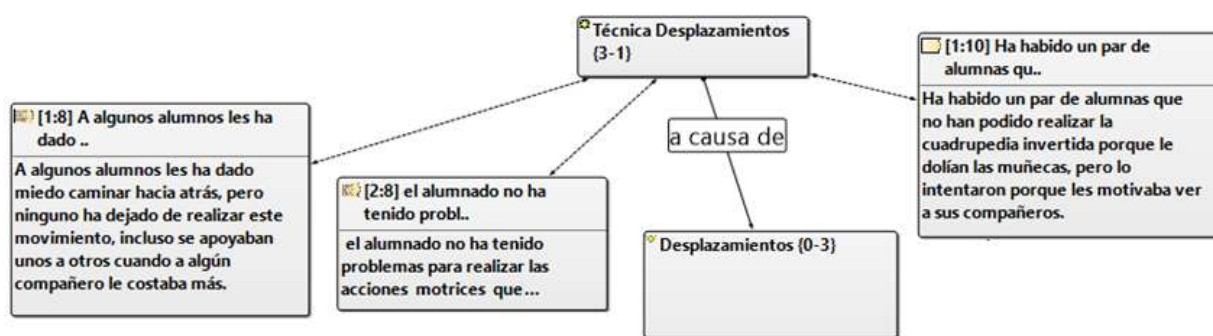 Técnica Desplazamientos
{3-1}
[1:10] Ha habido un par de
alumnas qu..
Ha habido un par de alumnas que
no han podido realizar la
cuadrupedia invertida porque le
dolían las muñecas, pero lo
intentaron porque les motivaba ver
a sus compañeros.
[1:8] A algunos alumnos les ha
dado ..
A algunos alumnos les ha dado
miedo caminar hacia atrás, pero
ninguno ha dejado de realizar este
movimiento, incluso se apoyaban
unos a otros cuando a algún
compañero le costaba más.
a causa de
[2:8] el alumnado no ha
tenido probl..
el alumnado no ha tenido
problemas para realizar las
acciones motrices que...
Desplazamientos {0-3}